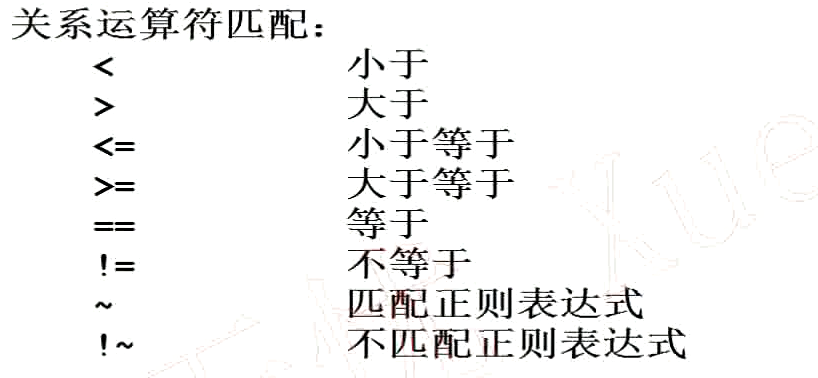 关系运算符匹配:
< 小于
> 大于
<= 小于等于
>= 大于等于
== 等于
!= 不等于
~ 匹配正则表达式
!~ 不匹配正则表达式
Xue